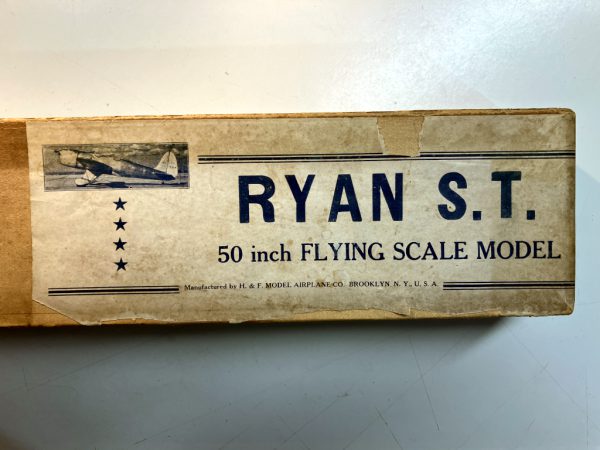 RYAN S.T.
50 inch FLYING SCALE MODEL
Manufactured by H. & F. MODEL AIRPLANE CO. BROOKLYN N. Y., U. S. A.